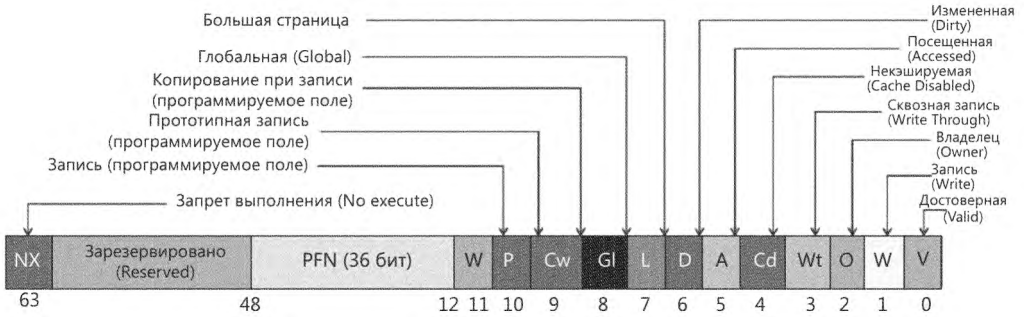 Большая страница
Глобальная (Global)
Копирование при записи
(программируемое поле)
Прототипная запись
(программируемое поле)
Запись (программируемое поле)
Запрет выполнения (No execute)
Измененная
(Dirty)
Посещенная
(Accessed)
Некэшируемая
(Cache Disabled)
Сквозная запись
(Write Through)
Владелец
(Owner)
Запись
(Write)
Достоверная
(Valid)
NX Зарезервировано (Reserved) PFN (36 бит) W P Cw Gl L D A Cd Wt O W V
63 48 12 11 10 9 8 7 6 5 4 3 2 1 0